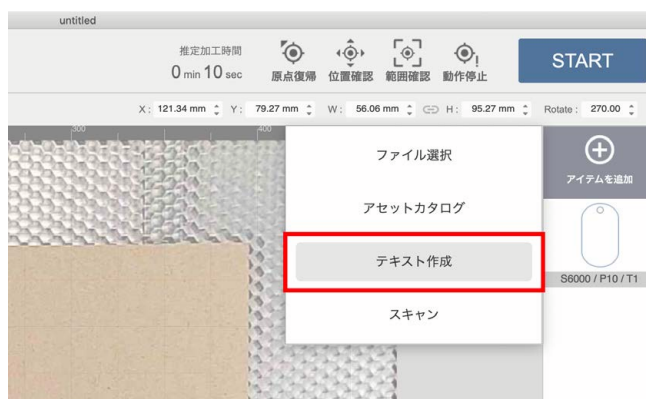 untitled
推定加工時間
0 min 10 sec
原点復帰 位置確認 範囲確認 動作停止
START
X : 121.34 mm Y : 79.27 mm W : 56.06 mm H : 95.27 mm Rotate : 270.00
300
400
ファイル選択
アセットカタログ
テキスト作成
スキャン
アイテムを追加
S6000 / P10 / T1